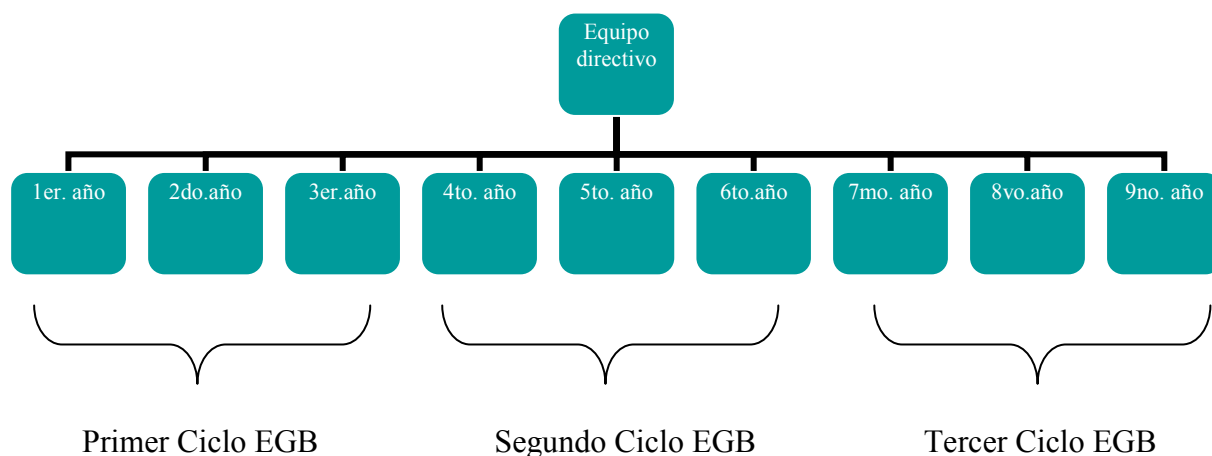 Equipo
directivo
1er. año
2do.año
3er.año
4to. año
5to. año
6to.año
7mo. año
8vo.año
9no. año
Primer Ciclo EGB
Segundo Ciclo EGB
Tercer Ciclo EGB